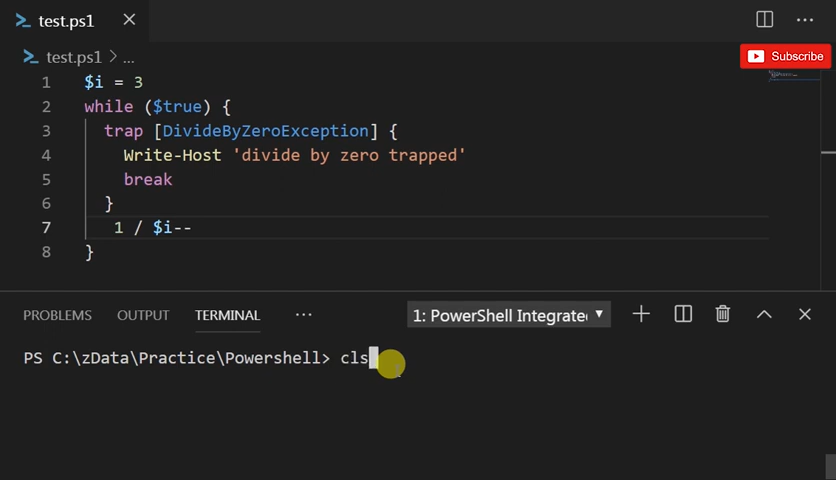 test.ps1
Subscribe
test.ps1 > ...
1 $i = 3
2 while ($true) {
3 trap [DivideByZeroException] {
4 Write-Host 'divide by zero trapped'
5 break
6 }
7 1 / $i--
8 }
PROBLEMS OUTPUT TERMINAL ... 1: PowerShell Integrate
PS C:\zData\Practice\Powershell> cls